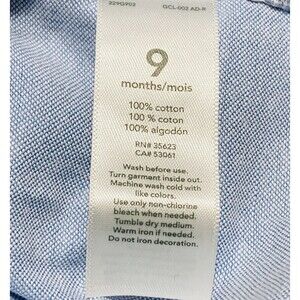 229G902 GCL-002 AD-R
9
months/mois
100% cotton
100 % coton
100% algodón
RN# 35623
CA# 53061
Wash before use.
Turn garment inside out.
Machine wash cold with
like colors.
Use only non-chlorine
bleach when needed.
Tumble dry medium.
Warm iron if needed.
Do not iron decoration.